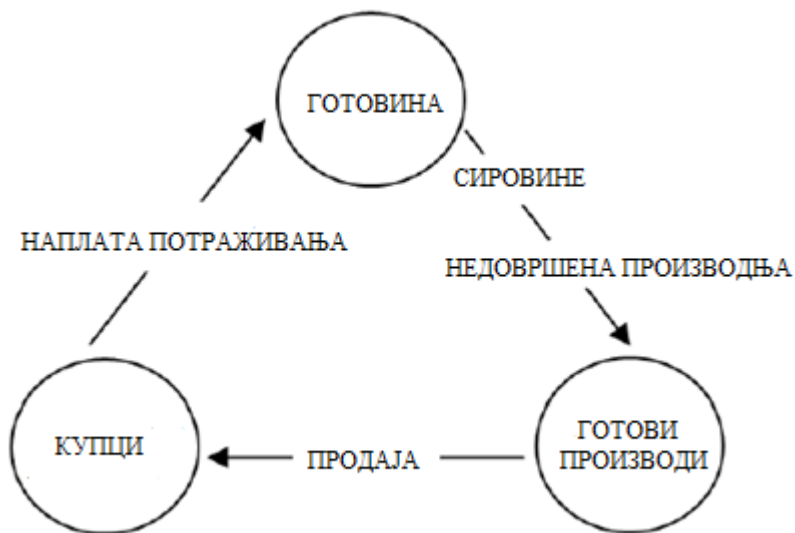 ГОТОВИНА
СИРОВИНЕ
НАПЛАТА ПОТРАЖИВАЊА
НЕДОВРШЕНА ПРОИЗВОДЊА
КУПЦИ
ПРОДАЈА
ГОТОВИ
ПРОИЗВОДИ